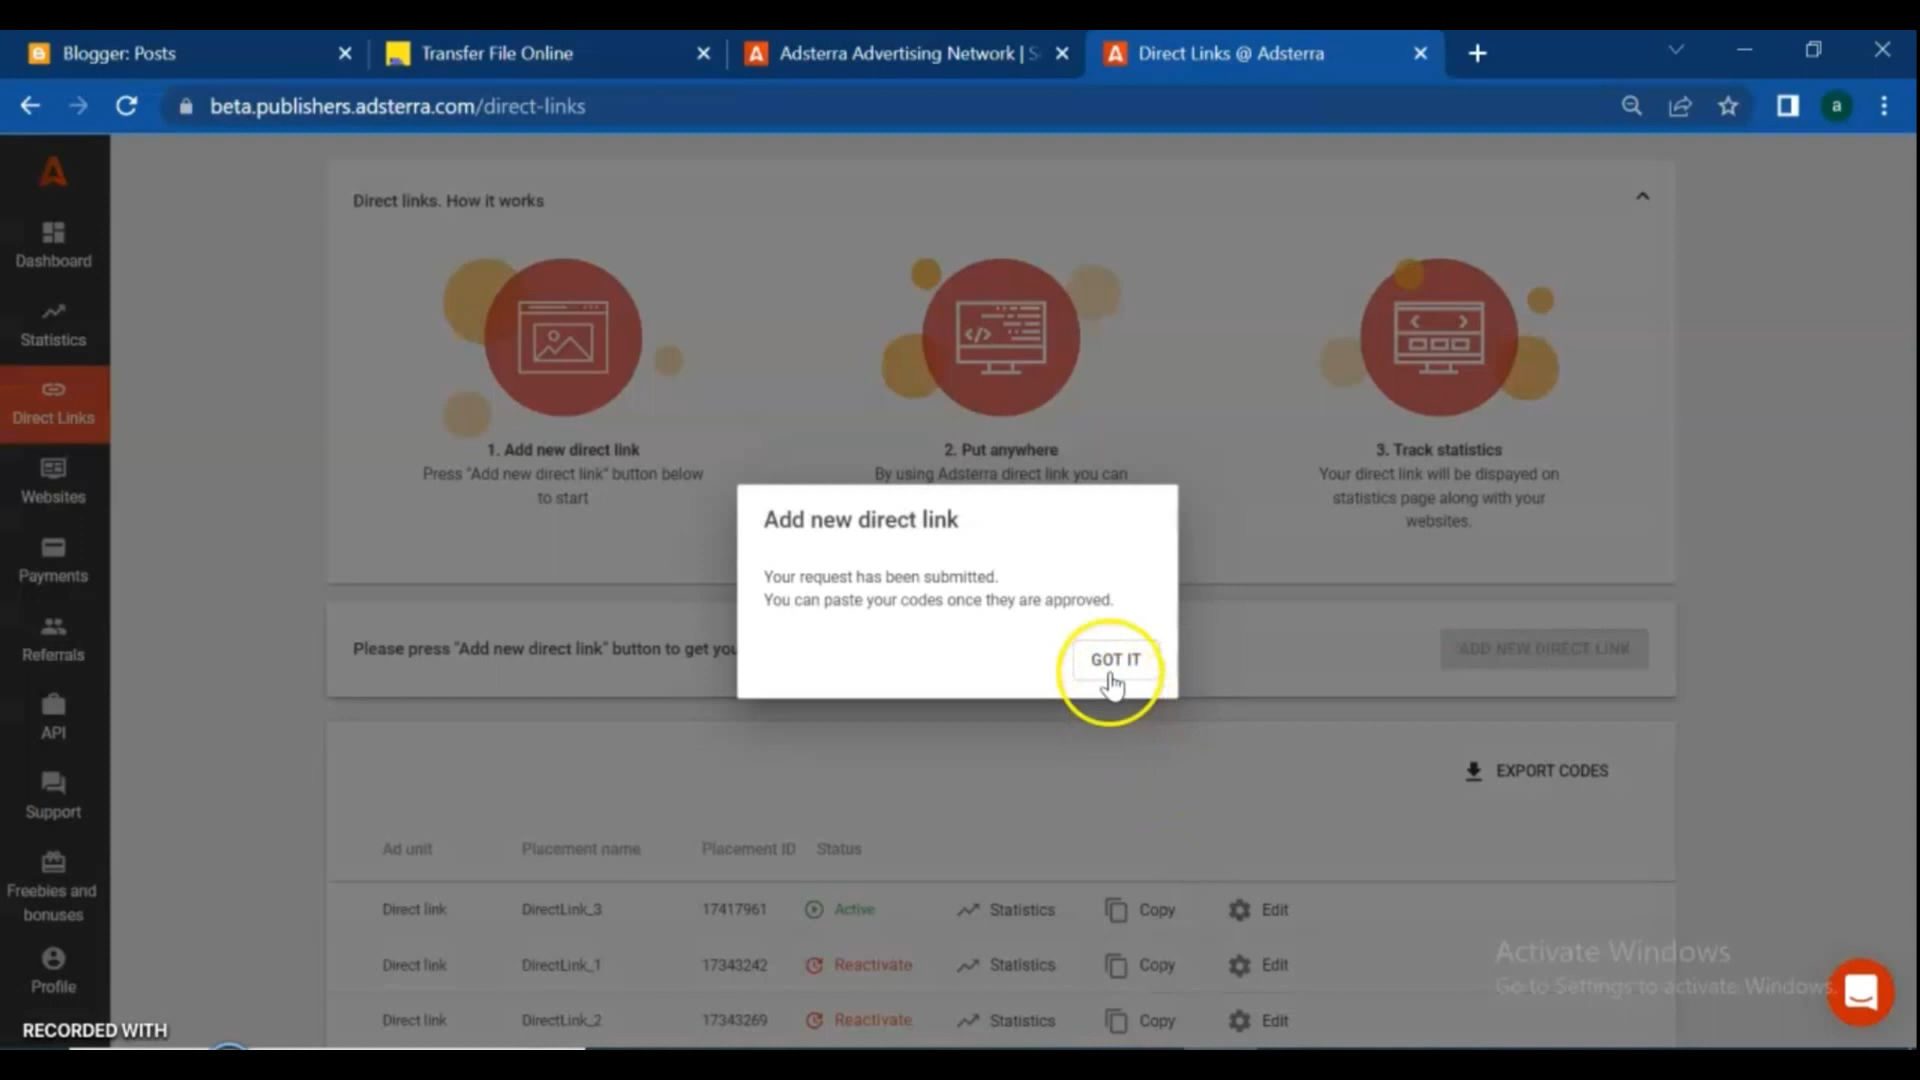 Blogger: Posts
Transfer File Online
Adsterra Advertising Network | S
Direct Links @ Adsterra
beta.publishers.adsterra.com/direct-links
a
Dashboard
Statistics
Direct Links
Websites
Payments
Referrals
API
Support
Freebies and
bonuses
Profile
Direct links. How it works
1. Add new direct link
Press "Add new direct link" button below
to start
2. Put anywhere
By using Adsterra direct link you can
3. Track statistics
Your direct link will be dispayed on
statistics page along with your
websites.
Add new direct link
Your request has been submitted.
You can paste your codes once they are approved.
GOT IT
Please press "Add new direct link" button to get you
ADD NEW DIRECT LINK
EXPORT CODES
Ad unit Placement name Placement ID Status
Direct link DirectLink_3 17417961 Active Statistics Copy Edit
Direct link DirectLink_1 17343242 Reactivate Statistics Copy Edit
Direct link DirectLink_2 17343269 Reactivate Statistics Copy Edit
Activate Windows
Go to Settings to activate Windows.
RECORDED WITH